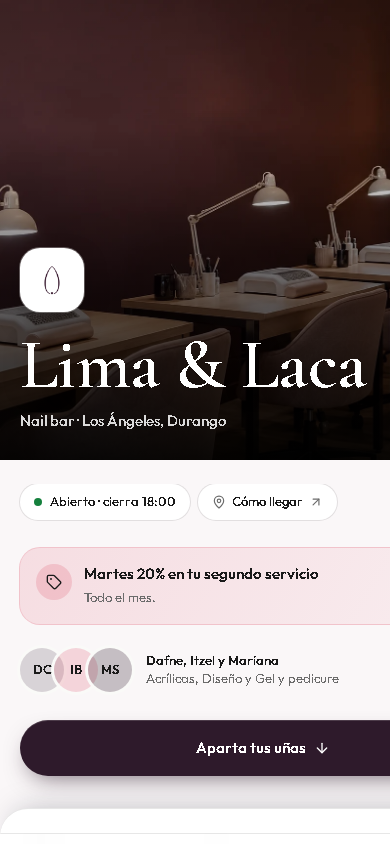 Lima & Laca
Nail bar · Los Ángeles, Durango
Abierto · cierra 18:00
Cómo llegar
Martes 20% en tu segundo servicio
Todo el mes.
DC IB MS
Dafne, Itzel y Mariana
Acrílicas, Diseño y Gel y pedicure
Aparta tus uñas